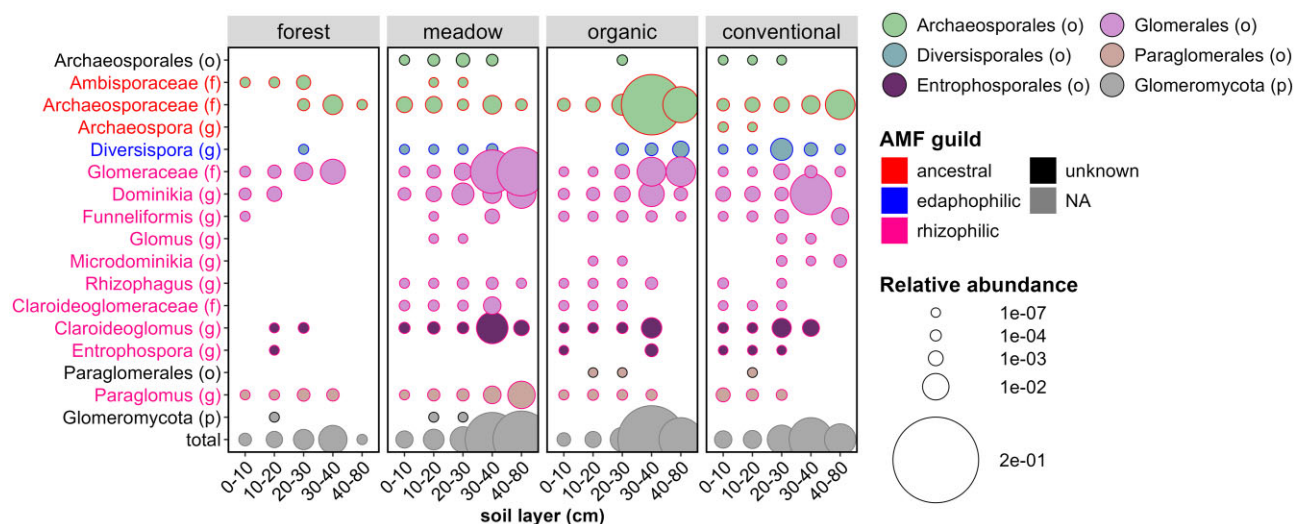 forest meadow organic conventional
Archaeosporales (o)
Ambisporaceae (f)
Archaeosporaceae (f)
Archaeospora (g)
Diversispora (g)
Glomeraceae (f)
Dominikia (g)
Funneliformis (g)
Glomus (g)
Microdominikia (g)
Rhizophagus (g)
Claroideoglomeraceae (f)
Claroideoglomus (g)
Entrophospora (g)
Paraglomerales (o)
Paraglomus (g)
Glomeromycota (p)
total
0-10 10-20 20-30 30-40 40-80 0-10 10-20 20-30 30-40 40-80 0-10 10-20 20-30 30-40 40-80 0-10 10-20 20-30 30-40 40-80
soil layer (cm)
Archaeosporales (o) Glomerales (o)
Diversisporales (o) Paraglomerales (o)
Entrophosporales (o) Glomeromycota (p)
AMF guild
ancestral unknown
edaphophilic NA
rhizophilic
Relative abundance
1e-07
1e-04
1e-03
1e-02
2e-01